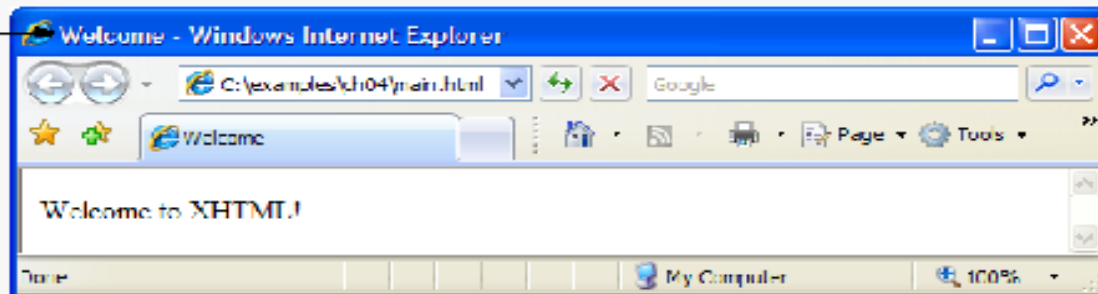 Welcome - Windows Internet Explorer
C:\examples\ch04\main.html Google
Welcome Page Tools
Welcome to XHTML!
Done My Computer 100%